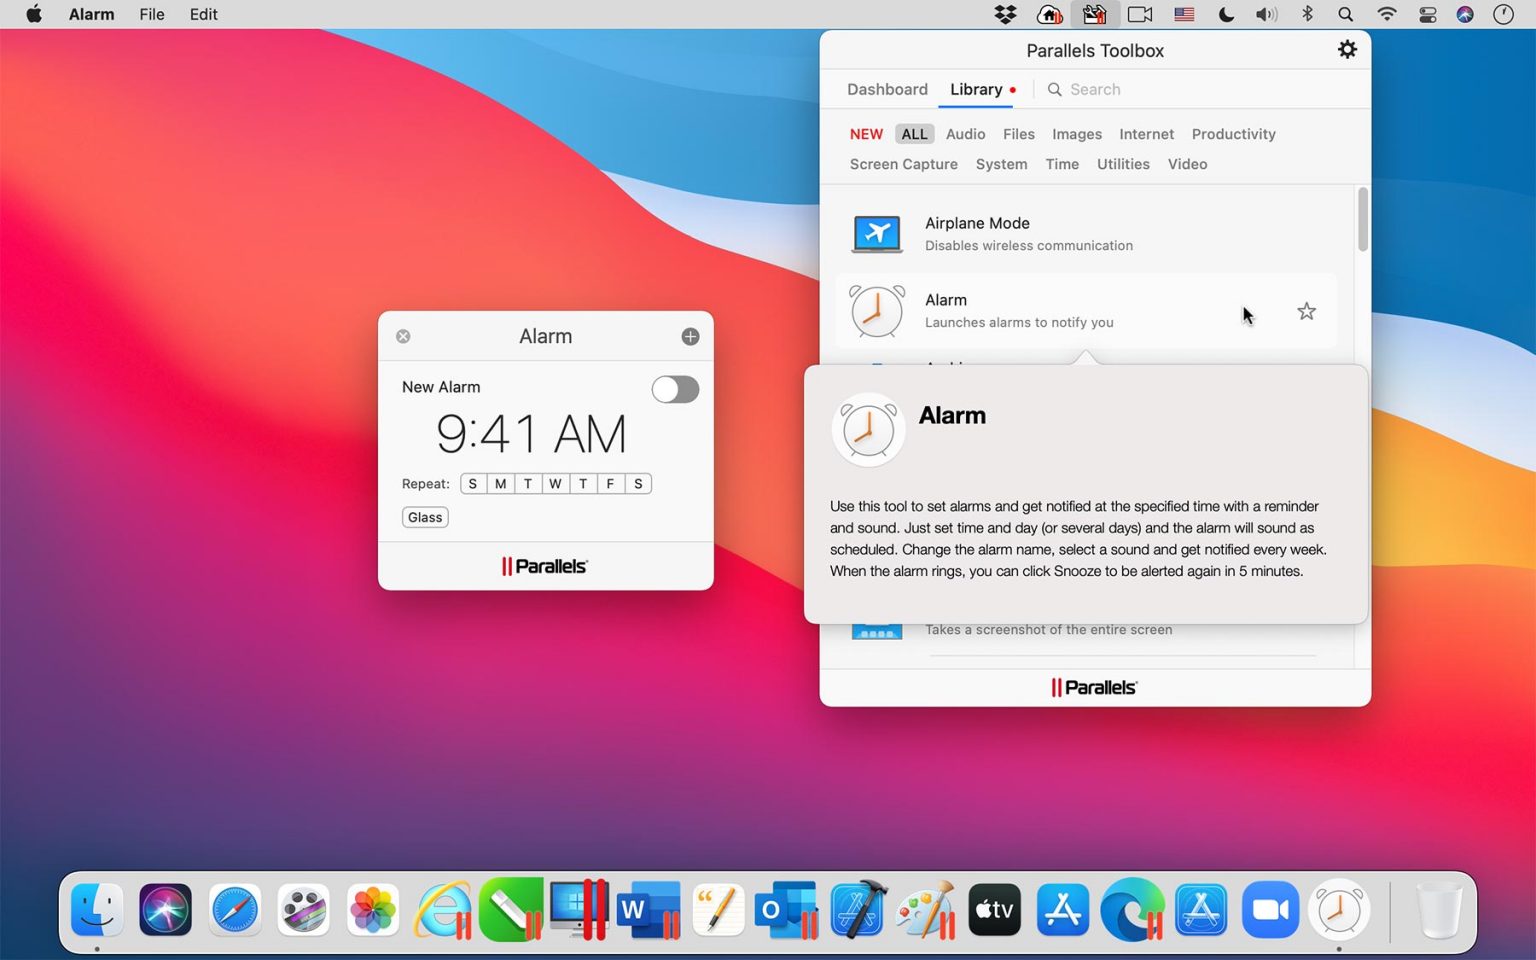 Alarm File Edit
Parallels Toolbox
Dashboard Library Search
NEW ALL Audio Files Images Internet Productivity
Screen Capture System Time Utilities Video
Airplane Mode
Disables wireless communication
Alarm
Launches alarms to notify you
Alarm
Use this tool to set alarms and get notified at the specified time with a reminder
and sound. Just set time and day (or several days) and the alarm will sound as
scheduled. Change the alarm name, select a sound and get notified every week.
When the alarm rings, you can click Snooze to be alerted again in 5 minutes.
Takes a screenshot of the entire screen
Parallels®
Alarm
New Alarm
9:41 AM
Repeat: S M T W T F S
Glass
Parallels®
W O tv